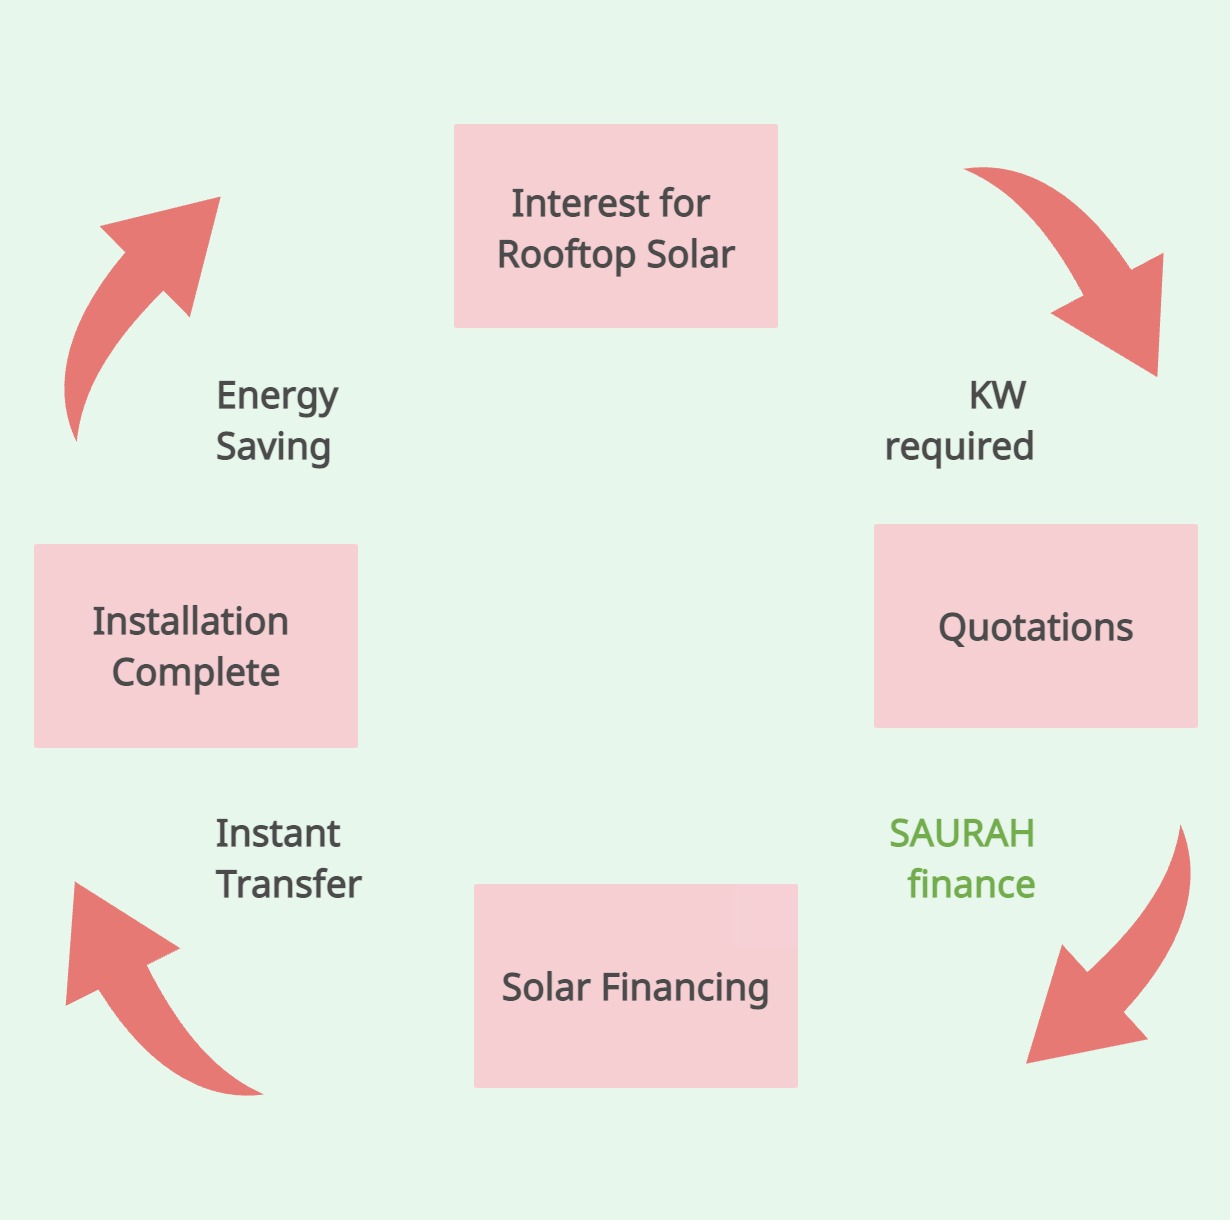 Interest for
Rooftop Solar
KW
required
Quotations
SAURAH
finance
Solar Financing
Instant
Transfer
Installation
Complete
Energy
Saving